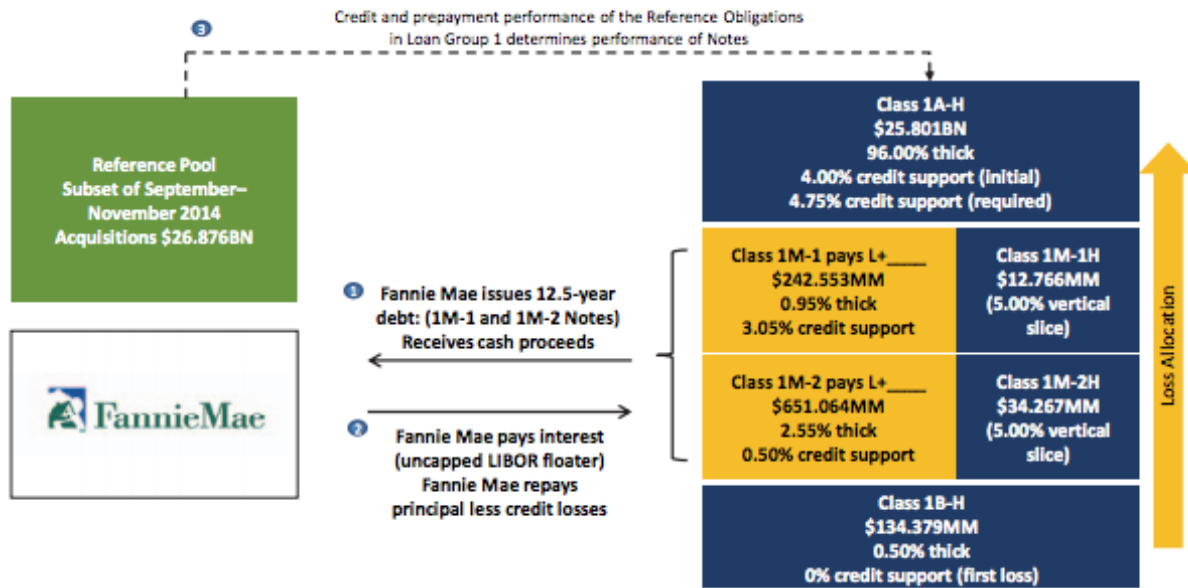 3
Credit and prepayment performance of the Reference Obligations
in Loan Group 1 determines performance of Notes
Reference Pool
Subset of September–
November 2014
Acquisitions $26.876BN
FannieMae
1
Fannie Mae issues 12.5-year
debt: (1M-1 and 1M-2 Notes)
Receives cash proceeds
2
Fannie Mae pays interest
(uncapped LIBOR floater)
Fannie Mae repays
principal less credit losses
Class 1A-H
$25.801BN
96.00% thick
4.00% credit support (initial)
4.75% credit support (required)
Class 1M-1 pays L+____
$242.553MM
0.95% thick
3.05% credit support
Class 1M-1H
$12.766MM
(5.00% vertical
slice)
Class 1M-2 pays L+____
$651.064MM
2.55% thick
0.50% credit support
Class 1M-2H
$34.267MM
(5.00% vertical
slice)
Class 1B-H
$134.379MM
0.50% thick
0% credit support (first loss)
Loss Allocation